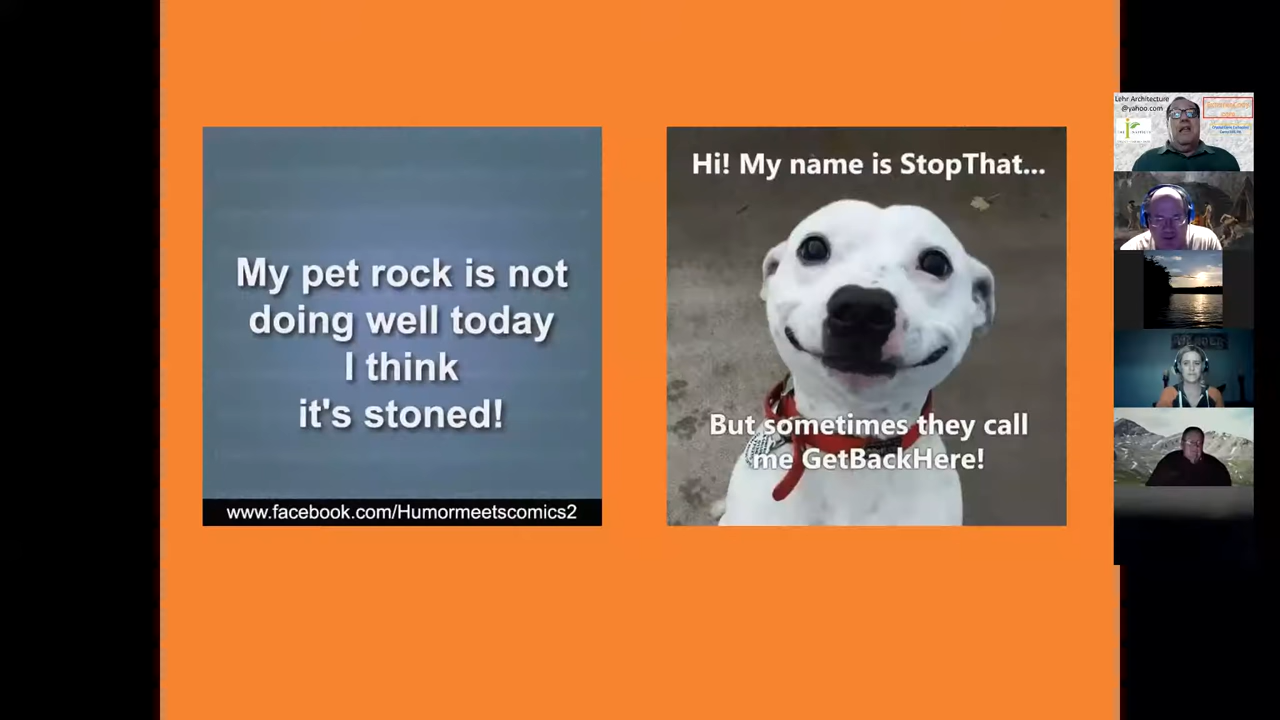 My pet rock is not
doing well today
I think
it's stoned!
www.facebook.com/Humormeetscomics2
Hi! My name is StopThat...
But sometimes they call
me GetBackHere!
Lehr Architecture
@yahoo.com